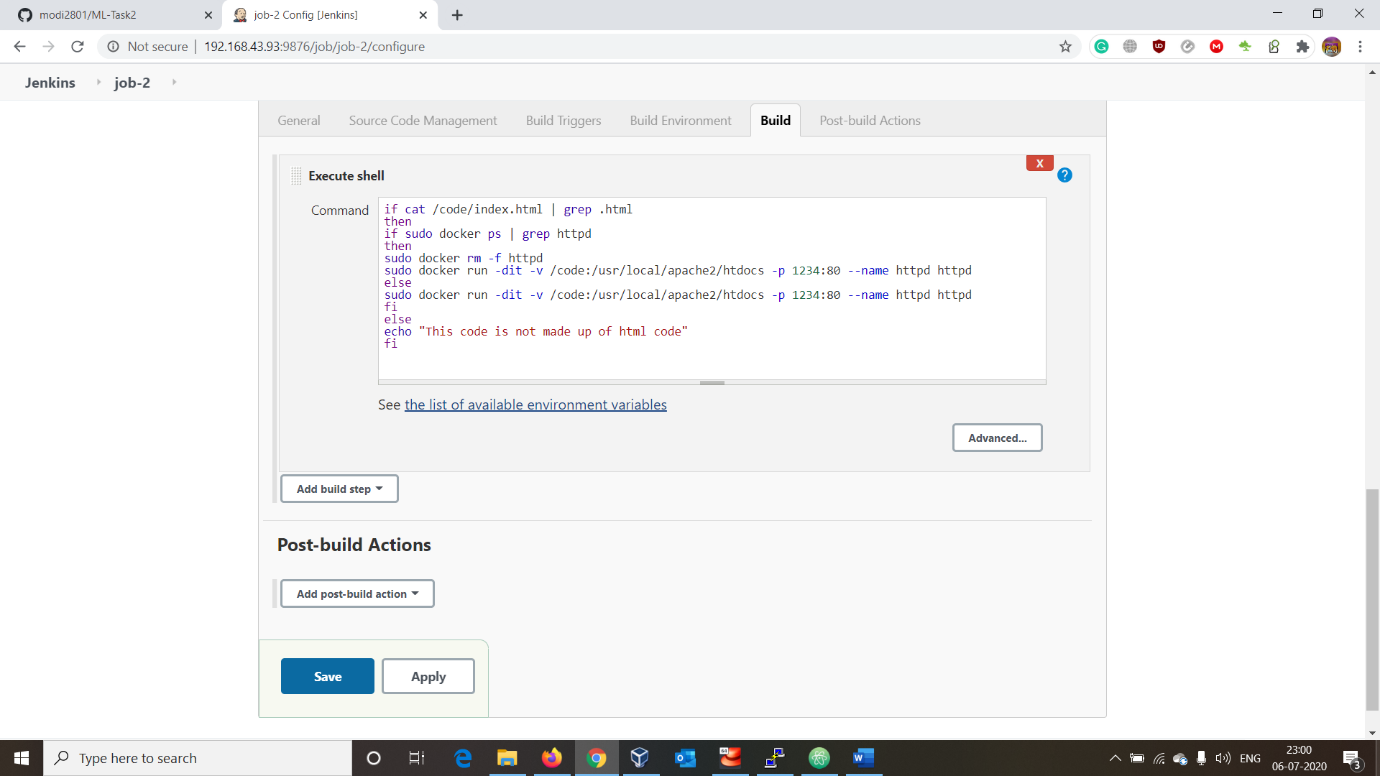 modi2801/ML-Task2
job-2 Config [Jenkins]
Not secure | 192.168.43.93:9876/job/job-2/configure
Jenkins
job-2
General
Source Code Management
Build Triggers
Build Environment
Build
Post-build Actions
X
Execute shell
?
Command
if cat /code/index.html | grep .html
then
if sudo docker ps | grep httpd
then
sudo docker rm -f httpd
sudo docker run -dit -v /code:/usr/local/apache2/htdocs -p 1234:80 --name httpd httpd
else
sudo docker run -dit -v /code:/usr/local/apache2/htdocs -p 1234:80 --name httpd httpd
fi
else
echo "This code is not made up of html code"
fi
See the list of available environment variables
Advanced...
Add build step
Post-build Actions
Add post-build action
Save
Apply
Type here to search
ENG
23:00
06-07-2020
3